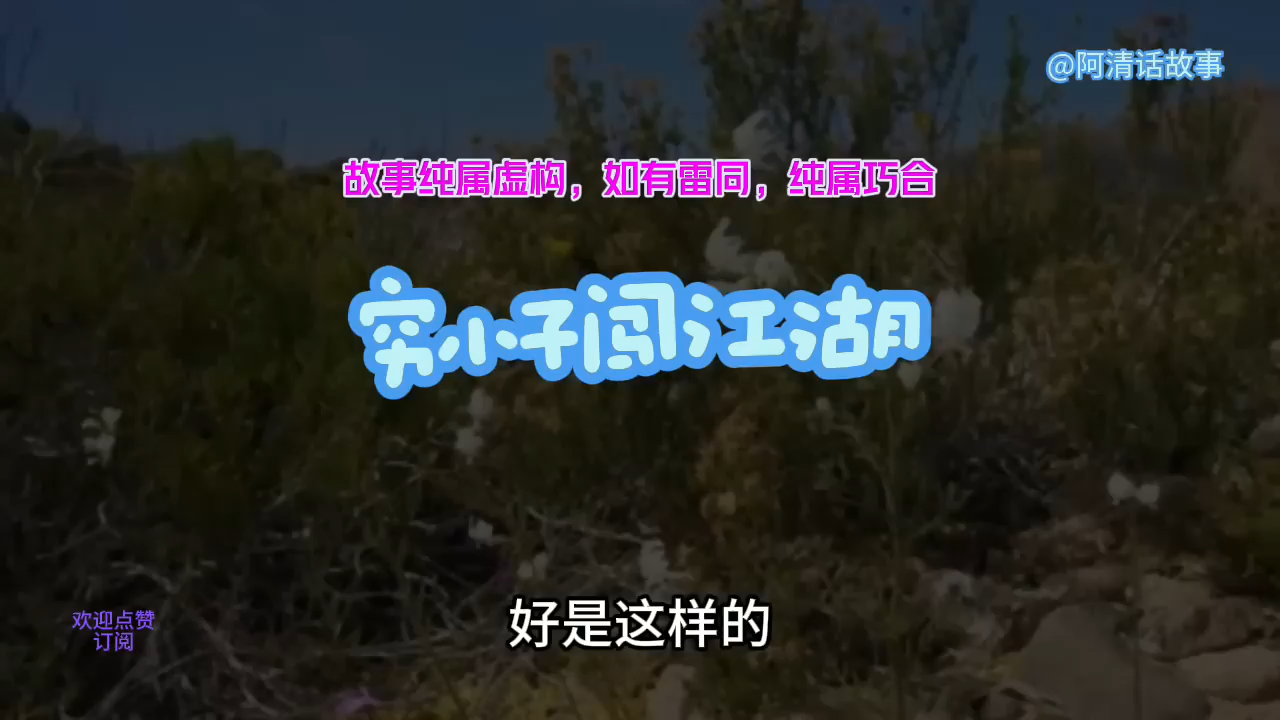 @阿清话故事
故事纯属虚构，如有雷同，纯属巧合
穷小子闯江湖
欢迎点赞
订阅
好是这样的